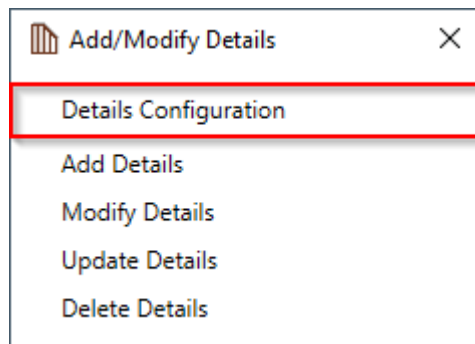 Add/Modify Details
Details Configuration
Add Details
Modify Details
Update Details
Delete Details